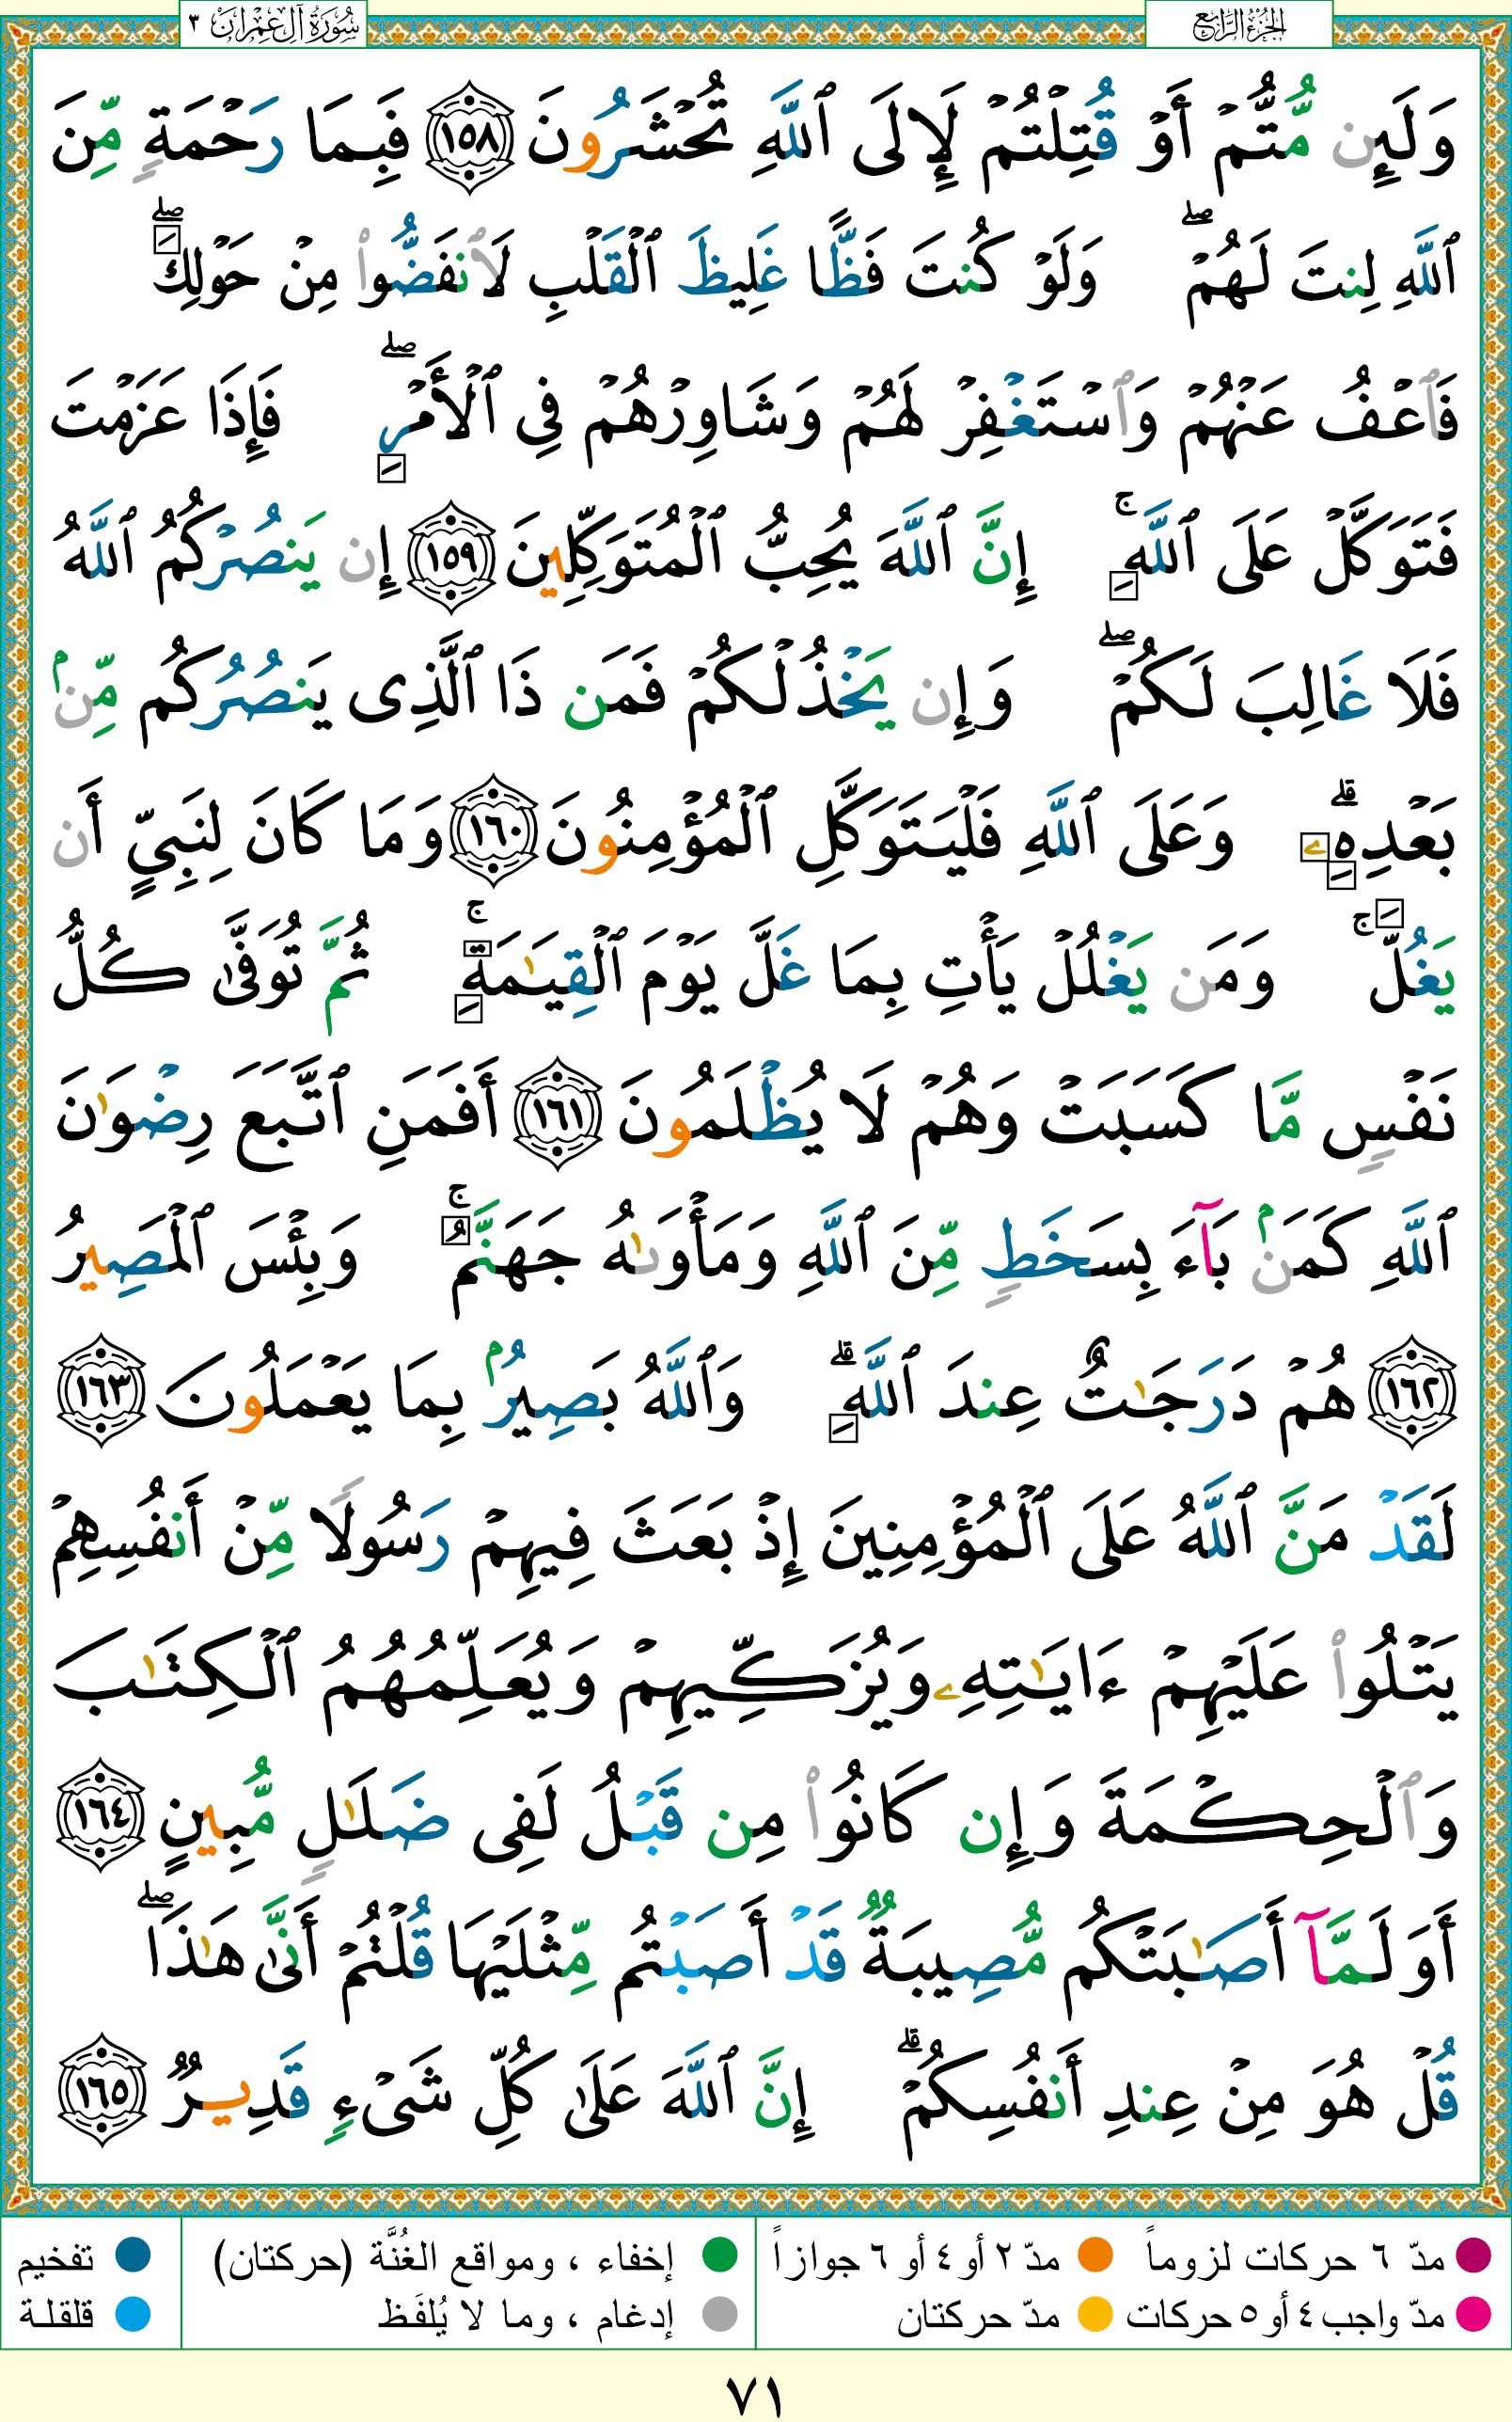 الجزء الرابع
سورة آل عمران ٣
وَلَئِن مُّتُّمْ أَوْ قُتِلْتُمْ لَإِلَى ٱللَّهِ تُحْشَرُونَ ١٥٨ فَبِمَا رَحْمَةٍ مِّنَ
ٱللَّهِ لِنتَ لَهُمْ ۖ وَلَوْ كُنتَ فَظًّا غَلِيظَ ٱلْقَلْبِ لَٱنفَضُّوا۟ مِنْ حَوْلِكَ ۖ
فَٱعْفُ عَنْهُمْ وَٱسْتَغْفِرْ لَهُمْ وَشَاوِرْهُمْ فِى ٱلْأَمْرِ ۖ فَإِذَا عَزَمْتَ
فَتَوَكَّلْ عَلَى ٱللَّهِ ۚ إِنَّ ٱللَّهَ يُحِبُّ ٱلْمُتَوَكِّلِينَ ١٥٩ إِن يَنصُرْكُمُ ٱللَّهُ
فَلَا غَالِبَ لَكُمْ ۖ وَإِن يَخْذُلْكُمْ فَمَن ذَا ٱلَّذِى يَنصُرُكُم مِّنۢ
بَعْدِهِۦ ۗ وَعَلَى ٱللَّهِ فَلْيَتَوَكَّلِ ٱلْمُؤْمِنُونَ ١٦٠ وَمَا كَانَ لِنَبِىٍّ أَن
يَغُلَّ ۚ وَمَن يَغْلُلْ يَأْتِ بِمَا غَلَّ يَوْمَ ٱلْقِيَـٰمَةِ ۚ ثُمَّ تُوَفَّىٰ كُلُّ
نَفْسٍ مَّا كَسَبَتْ وَهُمْ لَا يُظْلَمُونَ ١٦١ أَفَمَنِ ٱتَّبَعَ رِضْوَٰنَ
ٱللَّهِ كَمَنۢ بَآءَ بِسَخَطٍ مِّنَ ٱللَّهِ وَمَأْوَىٰهُ جَهَنَّمُ ۚ وَبِئْسَ ٱلْمَصِيرُ
١٦٢ هُمْ دَرَجَـٰتٌ عِندَ ٱللَّهِ ۗ وَٱللَّهُ بَصِيرٌۢ بِمَا يَعْمَلُونَ ١٦٣
لَقَدْ مَنَّ ٱللَّهُ عَلَى ٱلْمُؤْمِنِينَ إِذْ بَعَثَ فِيهِمْ رَسُولًا مِّنْ أَنفُسِهِمْ
يَتْلُوا۟ عَلَيْهِمْ ءَايَـٰتِهِۦ وَيُزَكِّيهِمْ وَيُعَلِّمُهُمُ ٱلْكِتَـٰبَ
وَٱلْحِكْمَةَ وَإِن كَانُوا۟ مِن قَبْلُ لَفِى ضَلَـٰلٍ مُّبِينٍ ١٦٤
أَوَلَمَّآ أَصَـٰبَتْكُم مُّصِيبَةٌ قَدْ أَصَبْتُم مِّثْلَيْهَا قُلْتُمْ أَنَّىٰ هَـٰذَا ۖ
قُلْ هُوَ مِنْ عِندِ أَنفُسِكُمْ ۗ إِنَّ ٱللَّهَ عَلَىٰ كُلِّ شَىْءٍ قَدِيرٌ ١٦٥
مدّ ٦ حركات لزوماً مدّ ٢ أو ٤ أو ٦ جوازاً إخفاء ، ومواقع الغُنَّة (حركتان) تفخيم
مدّ واجب ٤ أو ٥ حركات مدّ حركتان إدغام ، وما لا يُلفَظ قلقلة
٧١